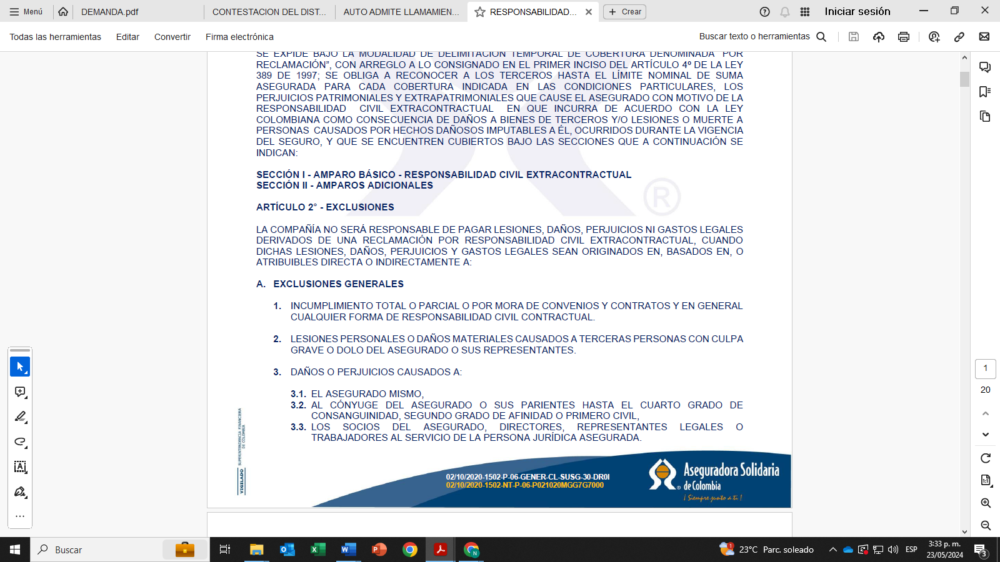 Menú
DEMANDA.pdf
CONTESTACION DEL DIST...
AUTO ADMITE LLAMAMIEN...
RESPONSABILIDAD...
Crear
Iniciar sesión
Todas las herramientas
Editar
Convertir
Firma electrónica
Buscar texto o herramientas
SE EXPIDE BAJO LA MODALIDAD DE DELIMITACIÓN TEMPORAL DE COBERTURA DENOMINADA "POR
RECLAMACIÓN”, CON ARREGLO A LO CONSIGNADO EN EL PRIMER INCISO DEL ARTÍCULO 4º DE LA LEY
389 DE 1997; SE OBLIGA A RECONOCER A LOS TERCEROS HASTA EL LÍMITE NOMINAL DE SUMA
ASEGURADA PARA CADA COBERTURA INDICADA EN LAS CONDICIONES PARTICULARES, LOS
PERJUICIOS PATRIMONIALES Y EXTRAPATRIMONIALES QUE CAUSE EL ASEGURADO CON MOTIVO DE LA
RESPONSABILIDAD CIVIL EXTRACONTRACTUAL EN QUE INCURRA DE ACUERDO CON LA LEY
COLOMBIANA COMO CONSECUENCIA DE DAÑOS A BIENES DE TERCEROS Y/O LESIONES O MUERTE A
PERSONAS CAUSADOS POR HECHOS DAÑOSOS IMPUTABLES A ÉL, OCURRIDOS DURANTE LA VIGENCIA
DEL SEGURO, Y QUE SE ENCUENTREN CUBIERTOS BAJO LAS SECCIONES QUE A CONTINUACIÓN SE
INDICAN:
SECCIÓN I - AMPARO BÁSICO - RESPONSABILIDAD CIVIL EXTRACONTRACTUAL
SECCIÓN II - AMPAROS ADICIONALES
®
ARTÍCULO 2° - EXCLUSIONES
LA COMPAÑÍA NO SERÁ RESPONSABLE DE PAGAR LESIONES, DAÑOS, PERJUICIOS NI GASTOS LEGALES
DERIVADOS DE UNA RECLAMACIÓN POR RESPONSABILIDAD CIVIL EXTRACONTRACTUAL, CUANDO
DICHAS LESIONES, DAÑOS, PERJUICIOS Y GASTOS LEGALES SEAN ORIGINADOS EN, BASADOS EN, O
ATRIBUIBLES DIRECTA O INDIRECTAMENTE A:
A. EXCLUSIONES GENERALES
1. INCUMPLIMIENTO TOTAL O PARCIAL O POR MORA DE CONVENIOS Y CONTRATOS Y EN GENERAL
CUALQUIER FORMA DE RESPONSABILIDAD CIVIL CONTRACTUAL.
2. LESIONES PERSONALES O DAÑOS MATERIALES CAUSADOS A TERCERAS PERSONAS CON CULPA
GRAVE O DOLO DEL ASEGURADO O SUS REPRESENTANTES.
3. DAÑOS O PERJUICIOS CAUSADOS A:
3.1. EL ASEGURADO MISMO,
3.2. AL CÓNYUGE DEL ASEGURADO O SUS PARIENTES HASTA EL CUARTO GRADO DE
CONSANGUINIDAD, SEGUNDO GRADO DE AFINIDAD O PRIMERO CIVIL,
3.3. LOS SOCIOS DEL ASEGURADO, DIRECTORES, REPRESENTANTES LEGALES O
TRABAJADORES AL SERVICIO DE LA PERSONA JURÍDICA ASEGURADA.
VIGILADO SUPERINTENDENCIA FINANCIERA
DE COLOMBIA
02/10/2020-1502-P-06-GENER-CL-SUSG-30-DR0I
02/10/2020-1502-NT-P-06-P021020MGG7G7000
Aseguradora Solidaria
de Colombia
¡ Siempre junto a ti !
1
20
Buscar
1
23°C Parc. soleado
ESP
3:33 p. m.
23/05/2024
3